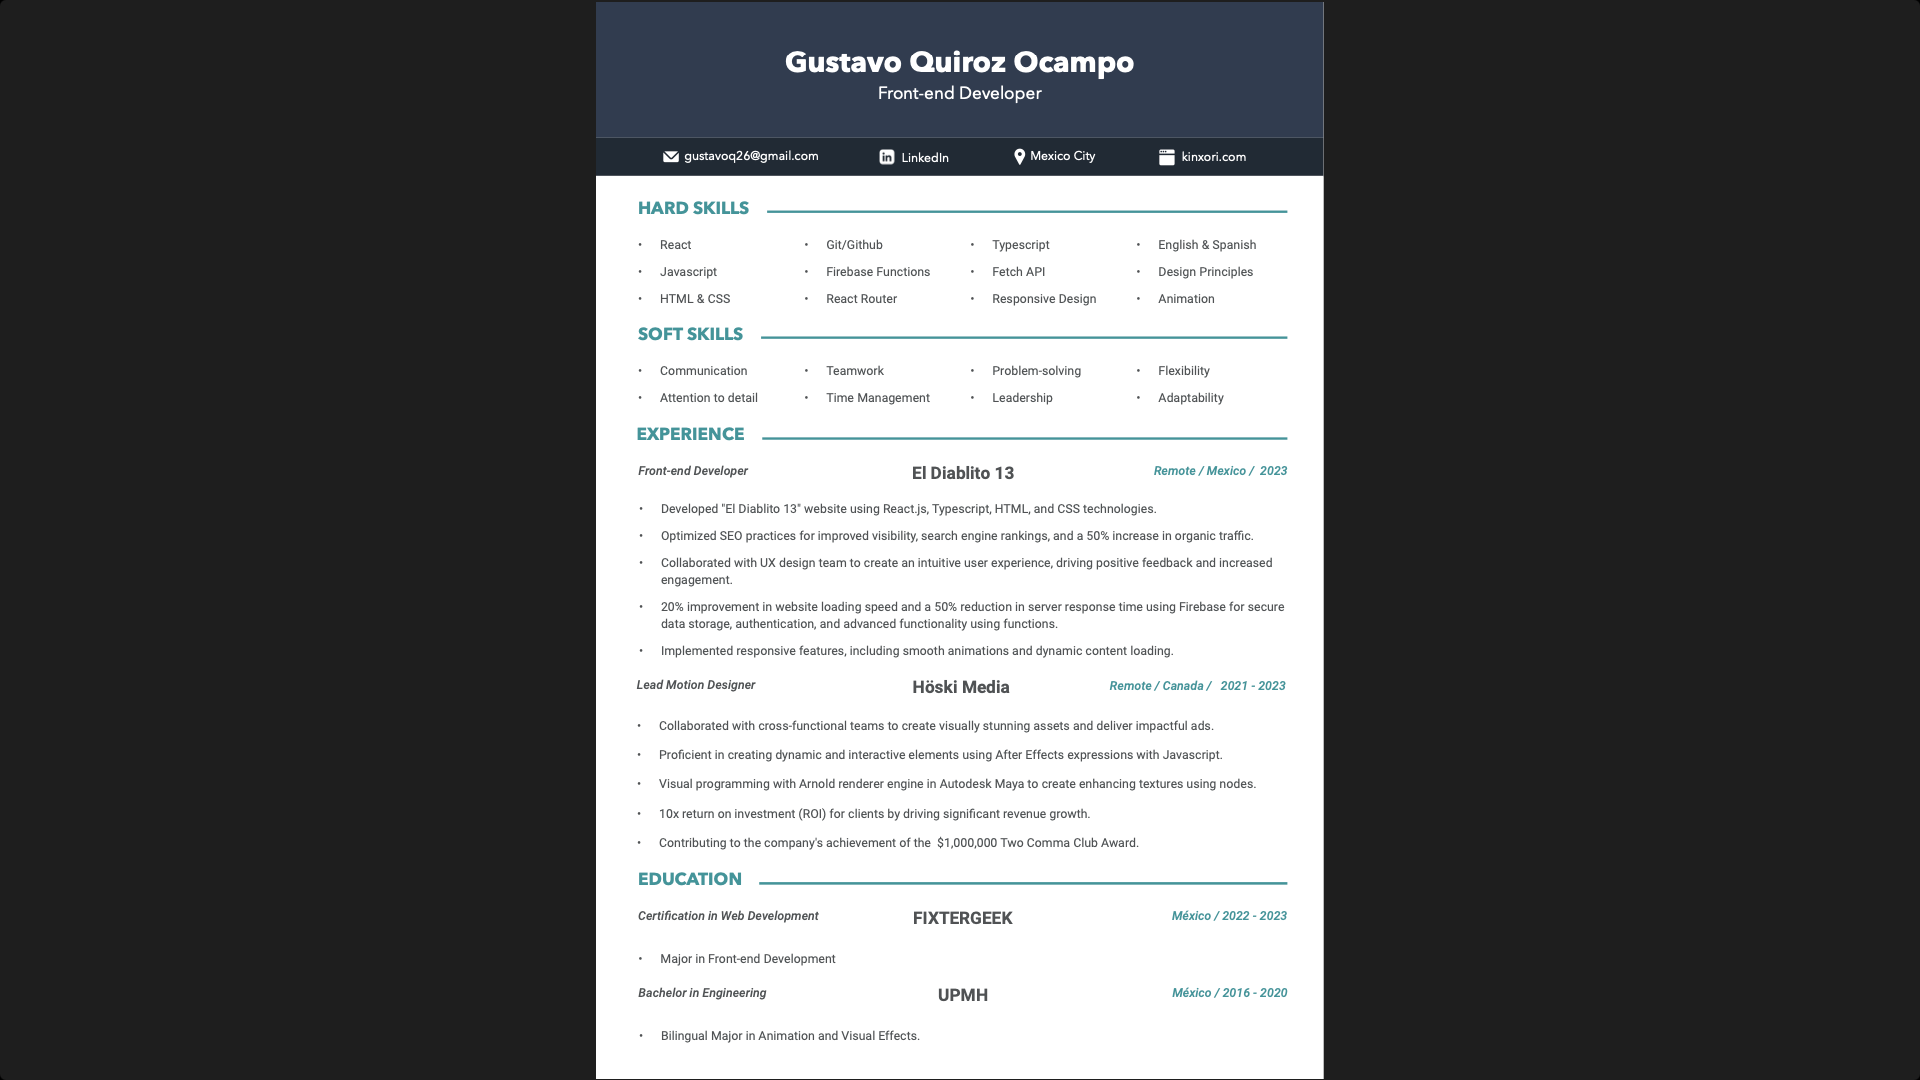 Gustavo Quiroz Ocampo
Front-end Developer
gustavoq26@gmail.com LinkedIn Mexico City kinxori.com
HARD SKILLS
• React • Git/Github • Typescript • English & Spanish
• Javascript • Firebase Functions • Fetch API • Design Principles
• HTML & CSS • React Router • Responsive Design • Animation
SOFT SKILLS
• Communication • Teamwork • Problem-solving • Flexibility
• Attention to detail • Time Management • Leadership • Adaptability
EXPERIENCE
Front-end Developer El Diablito 13 Remote / Mexico / 2023
• Developed "El Diablito 13" website using React.js, Typescript, HTML, and CSS technologies.
• Optimized SEO practices for improved visibility, search engine rankings, and a 50% increase in organic traffic.
• Collaborated with UX design team to create an intuitive user experience, driving positive feedback and increased
engagement.
• 20% improvement in website loading speed and a 50% reduction in server response time using Firebase for secure
data storage, authentication, and advanced functionality using functions.
• Implemented responsive features, including smooth animations and dynamic content loading.
Lead Motion Designer Höski Media Remote / Canada / 2021 - 2023
• Collaborated with cross-functional teams to create visually stunning assets and deliver impactful ads.
• Proficient in creating dynamic and interactive elements using After Effects expressions with Javascript.
• Visual programming with Arnold renderer engine in Autodesk Maya to create enhancing textures using nodes.
• 10x return on investment (ROI) for clients by driving significant revenue growth.
• Contributing to the company's achievement of the $1,000,000 Two Comma Club Award.
EDUCATION
Certification in Web Development FIXTERGEEK México / 2022 - 2023
• Major in Front-end Development
Bachelor in Engineering UPMH México / 2016 - 2020
• Bilingual Major in Animation and Visual Effects.